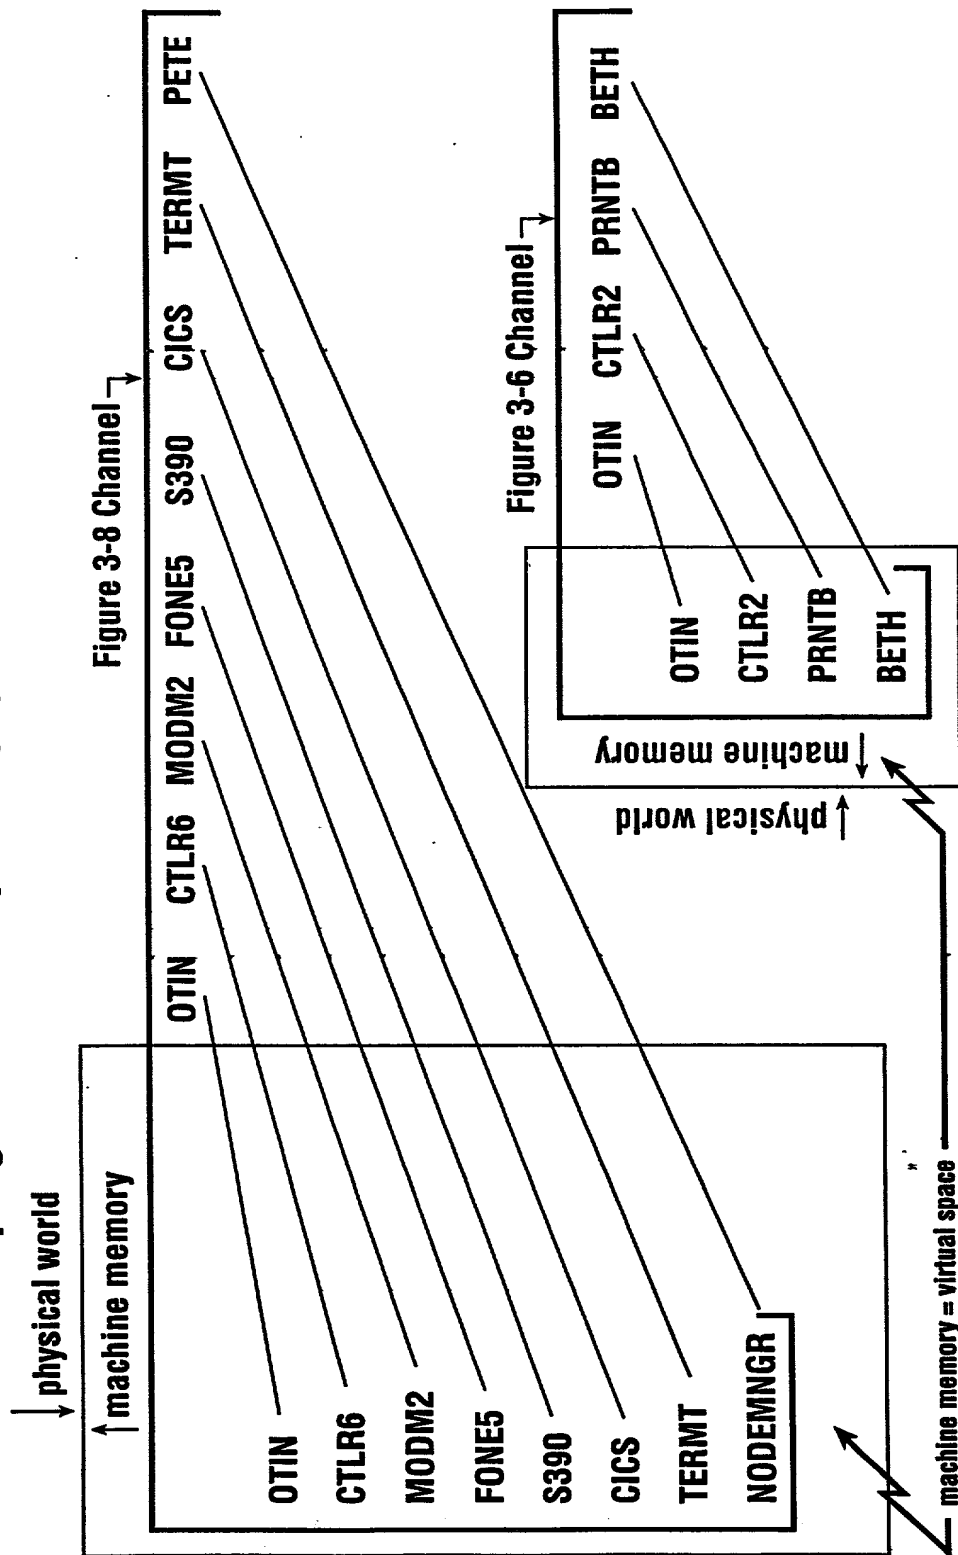 physical world
machine memory
Figure 3-8 Channel
OTIN CTLR6 MODM2 FONE5 S390 CICS TERMT PETE
OTIN
CTLR6
MODM2
FONE5
S390
CICS
TERMT
NODEMNGR
Figure 3-6 Channel
OTIN CTLR2 PRNTB BETH
OTIN
CTLR2
PRNTB
BETH
machine memory
physical world
machine memory = virtual space